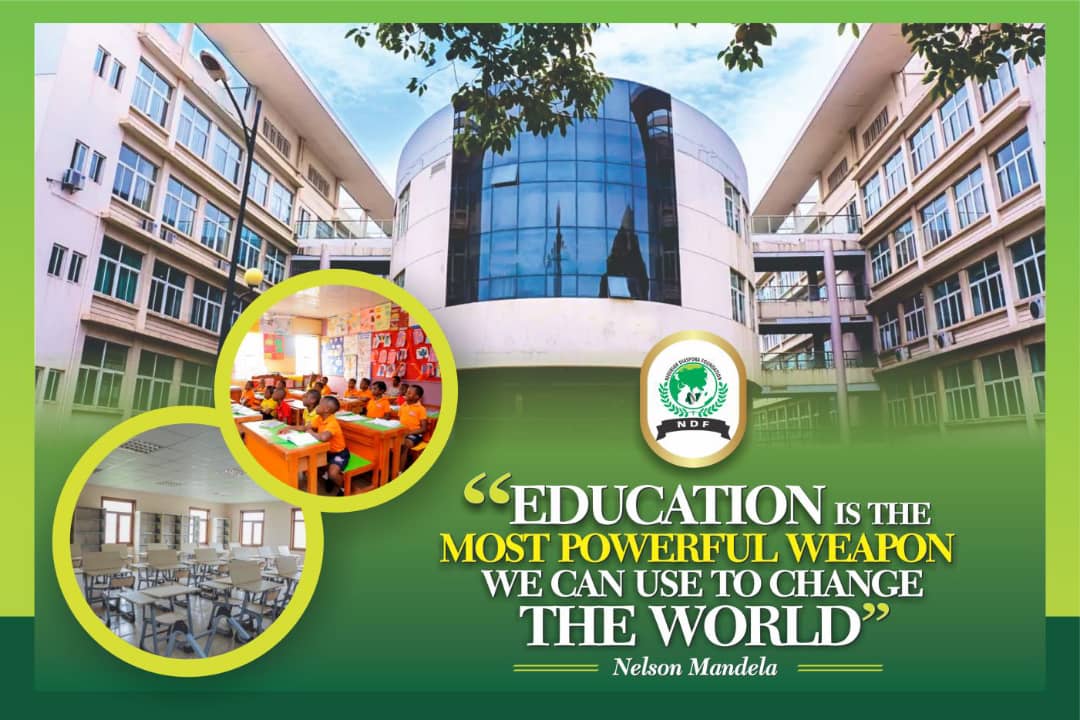 NDF
“EDUCATION IS THE
MOST POWERFUL WEAPON
WE CAN USE TO CHANGE
THE WORLD”
Nelson Mandela